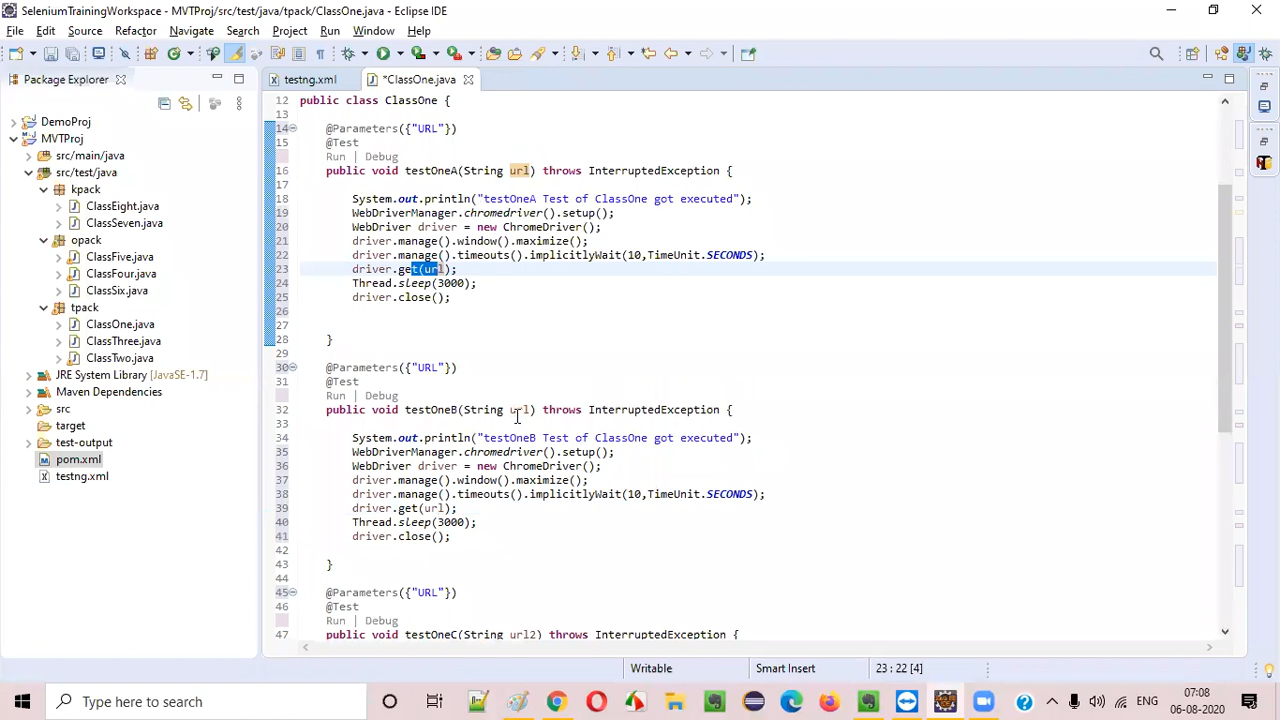 SeleniumTrainingWorkspace - MVTProj/src/test/java/tpack/ClassOne.java - Eclipse IDE
File Edit Source Refactor Navigate Search Project Run Window Help
Package Explorer
DemoProj
MVTProj
src/main/java
src/test/java
kpack
ClassEight.java
ClassSeven.java
opack
ClassFive.java
ClassFour.java
ClassSix.java
tpack
ClassOne.java
ClassThree.java
ClassTwo.java
JRE System Library [JavaSE-1.7]
Maven Dependencies
src
target
test-output
pom.xml
testng.xml
testng.xml *ClassOne.java
12 public class ClassOne {
13
14 @Parameters({"URL"})
15 @Test
Run | Debug
16 public void testOneA(String url) throws InterruptedException {
17
18 System.out.println("testOneA Test of ClassOne got executed");
19 WebDriverManager.chromedriver().setup();
20 WebDriver driver = new ChromeDriver();
21 driver.manage().window().maximize();
22 driver.manage().timeouts().implicitlyWait(10,TimeUnit.SECONDS);
23 driver.get(url);
24 Thread.sleep(3000);
25 driver.close();
26
27
28 }
29
30 @Parameters({"URL"})
31 @Test
Run | Debug
32 public void testOneB(String url) throws InterruptedException {
33
34 System.out.println("testOneB Test of ClassOne got executed");
35 WebDriverManager.chromedriver().setup();
36 WebDriver driver = new ChromeDriver();
37 driver.manage().window().maximize();
38 driver.manage().timeouts().implicitlyWait(10,TimeUnit.SECONDS);
39 driver.get(url);
40 Thread.sleep(3000);
41 driver.close();
42
43 }
44
45 @Parameters({"URL"})
46 @Test
Run | Debug
47 public void testOneC(String url2) throws InterruptedException {
Writable Smart Insert 23 : 22 [4]
Type here to search
ENG
07:08
06-08-2020